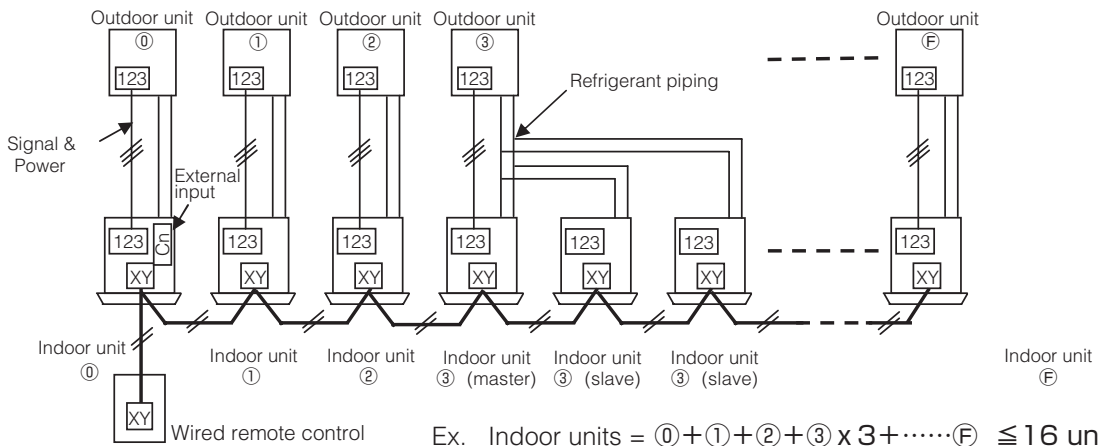 Outdoor unit Outdoor unit Outdoor unit Outdoor unit Outdoor unit
⓪ ① ② ③ Ⓕ
123 123 123 123 123
Refrigerant piping
Signal &
Power
External
input
123 Cn 123 123 123 123 123 123
XY XY XY XY XY XY XY
Indoor unit Indoor unit Indoor unit Indoor unit Indoor unit Indoor unit Indoor unit
⓪ ① ② ③ (master) ③ (slave) ③ (slave) Ⓕ
XY
Wired remote control
Ex. Indoor units = ⓪+①+②+③ x 3+……Ⓕ ≦16 un